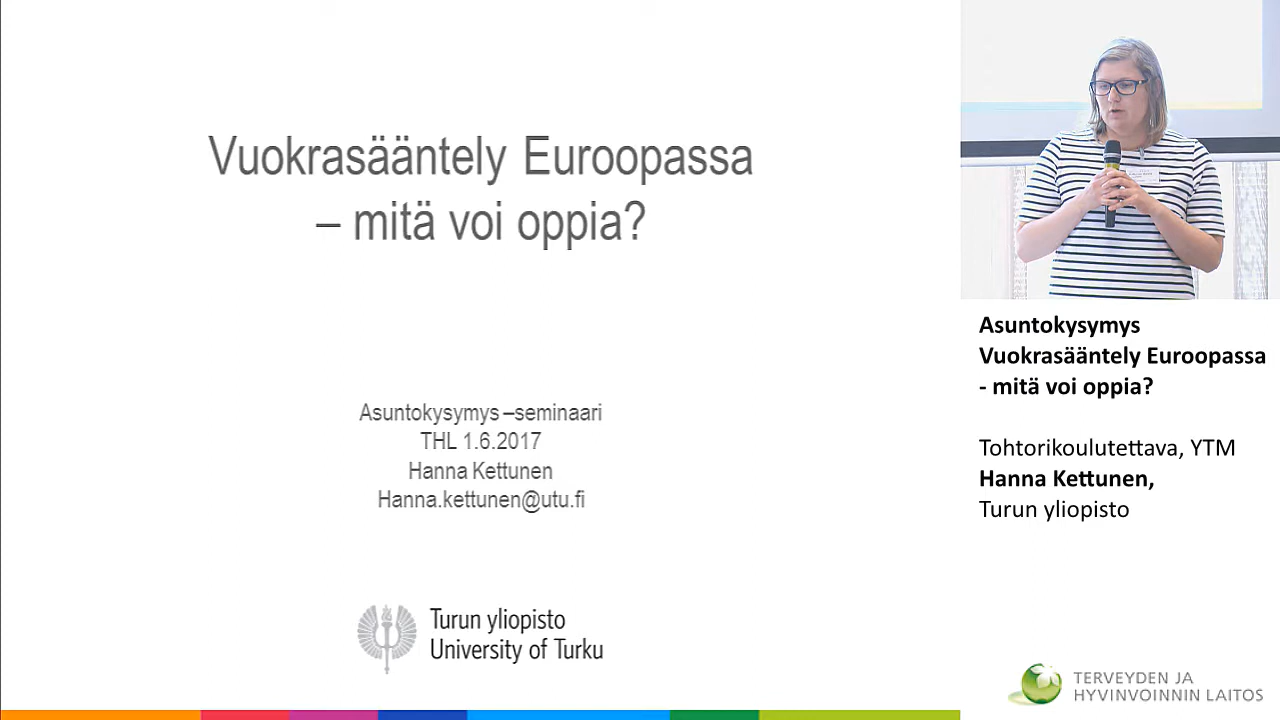 Vuokrasääntely Euroopassa
– mitä voi oppia?
Asuntokysymys –seminaari
THL 1.6.2017
Hanna Kettunen
Hanna.kettunen@utu.fi
Turun yliopisto
University of Turku
Asuntokysymys
Vuokrasääntely Euroopassa
- mitä voi oppia?
Tohtorikoulutettava, YTM
Hanna Kettunen,
Turun yliopisto
TERVEYDEN JA
HYVINVOINNIN LAITOS